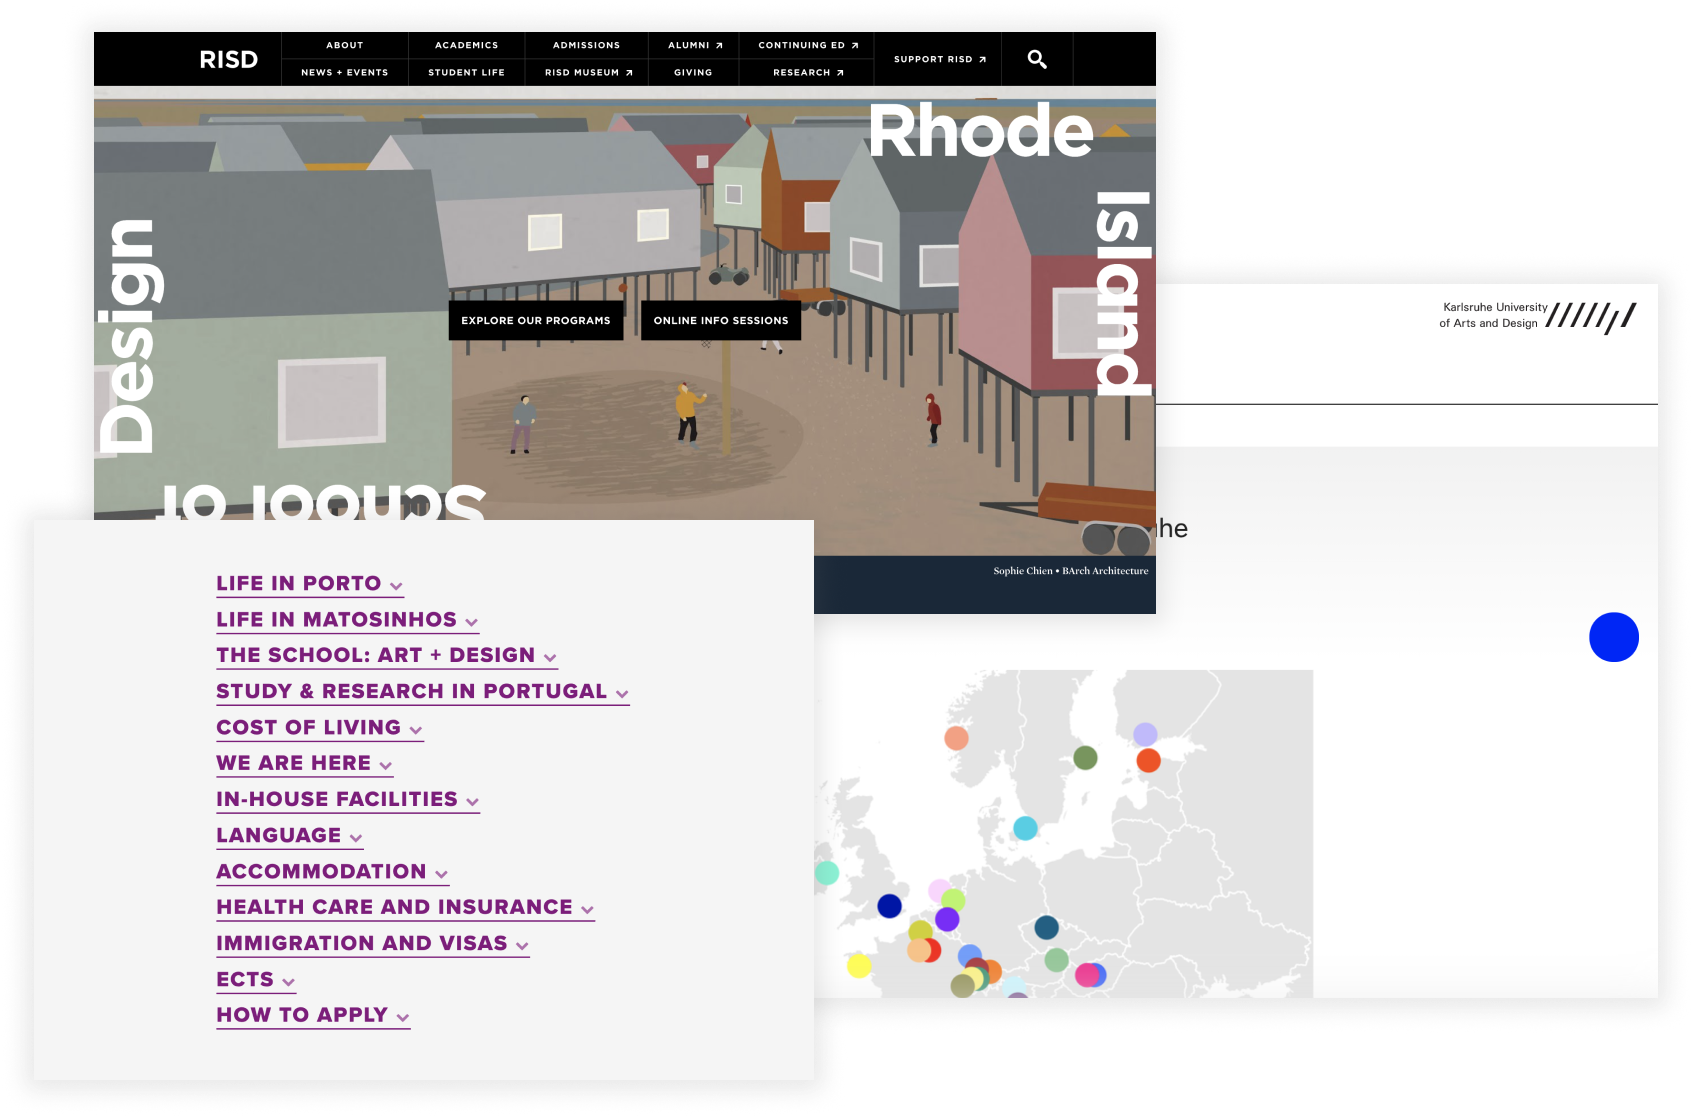 RISD
ABOUT
ACADEMICS
ADMISSIONS
ALUMNI
CONTINUING ED
SUPPORT RISD
NEWS + EVENTS
STUDENT LIFE
RISD MUSEUM
GIVING
RESEARCH
Rhode
Island
School of
Design
EXPLORE OUR PROGRAMS
ONLINE INFO SESSIONS
Sophie Chien • BArch Architecture
Karlsruhe University
of Arts and Design
LIFE IN PORTO
LIFE IN MATOSINHOS
THE SCHOOL: ART + DESIGN
STUDY & RESEARCH IN PORTUGAL
COST OF LIVING
WE ARE HERE
IN-HOUSE FACILITIES
LANGUAGE
ACCOMMODATION
HEALTH CARE AND INSURANCE
IMMIGRATION AND VISAS
ECTS
HOW TO APPLY